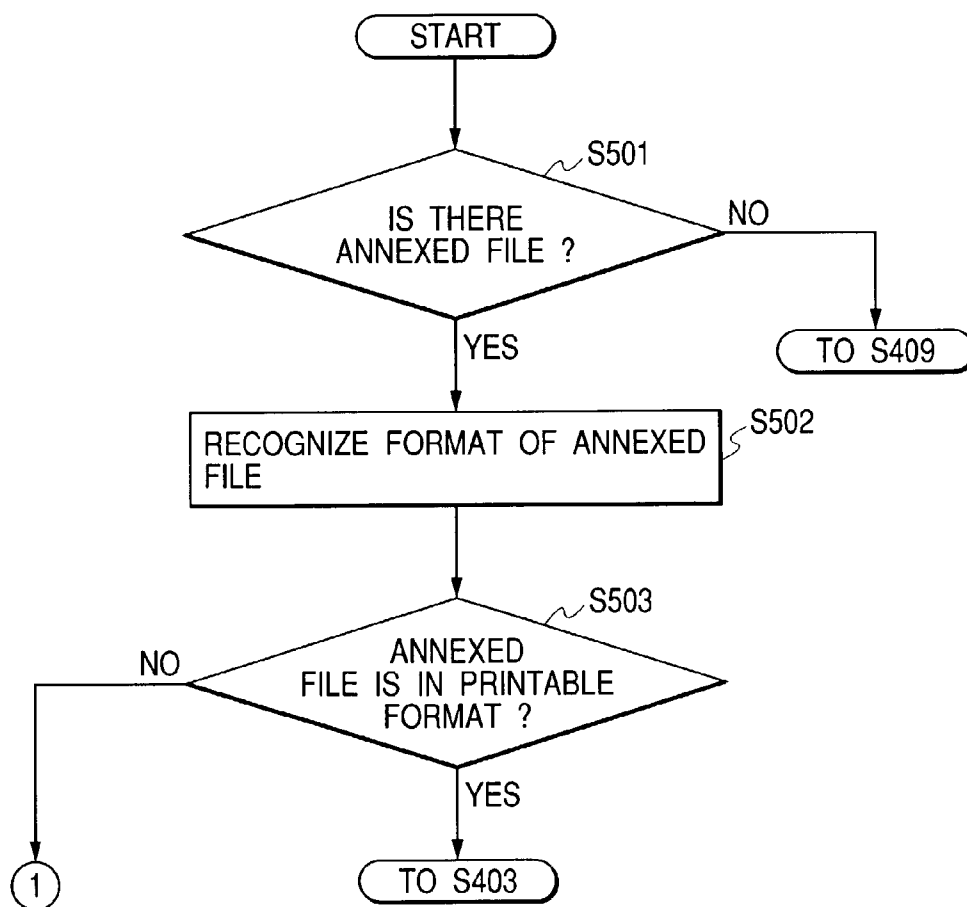 START
S501
IS THERE
ANNEXED FILE ?
NO
YES
TO S409
S502
RECOGNIZE FORMAT OF ANNEXED
FILE
S503
NO
ANNEXED
FILE IS IN PRINTABLE
FORMAT ?
YES
1
TO S403